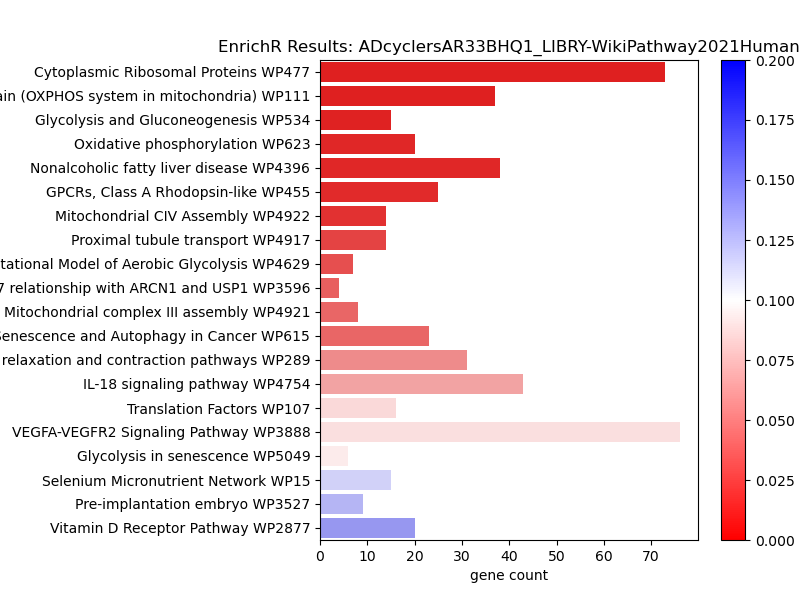 EnrichR Results: ADcyclersAR33BHQ1_LIBRY-WikiPathway2021Human
Cytoplasmic Ribosomal Proteins WP477
(OXPHOS system in mitochondria) WP111
Glycolysis and Gluconeogenesis WP534
Oxidative phosphorylation WP623
Nonalcoholic fatty liver disease WP4396
GPCRs, Class A Rhodopsin-like WP455
Mitochondrial CIV Assembly WP4922
Proximal tubule transport WP4917
tational Model of Aerobic Glycolysis WP4629
7 relationship with ARCN1 and USP1 WP3596
Mitochondrial complex III assembly WP4921
Senescence and Autophagy in Cancer WP615
relaxation and contraction pathways WP289
IL-18 signaling pathway WP4754
Translation Factors WP107
VEGFA-VEGFR2 Signaling Pathway WP3888
Glycolysis in senescence WP5049
Selenium Micronutrient Network WP15
Pre-implantation embryo WP3527
Vitamin D Receptor Pathway WP2877
0 10 20 30 40 50 60 70
gene count
0.200
0.175
0.150
0.125
0.100
0.075
0.050
0.025
0.000